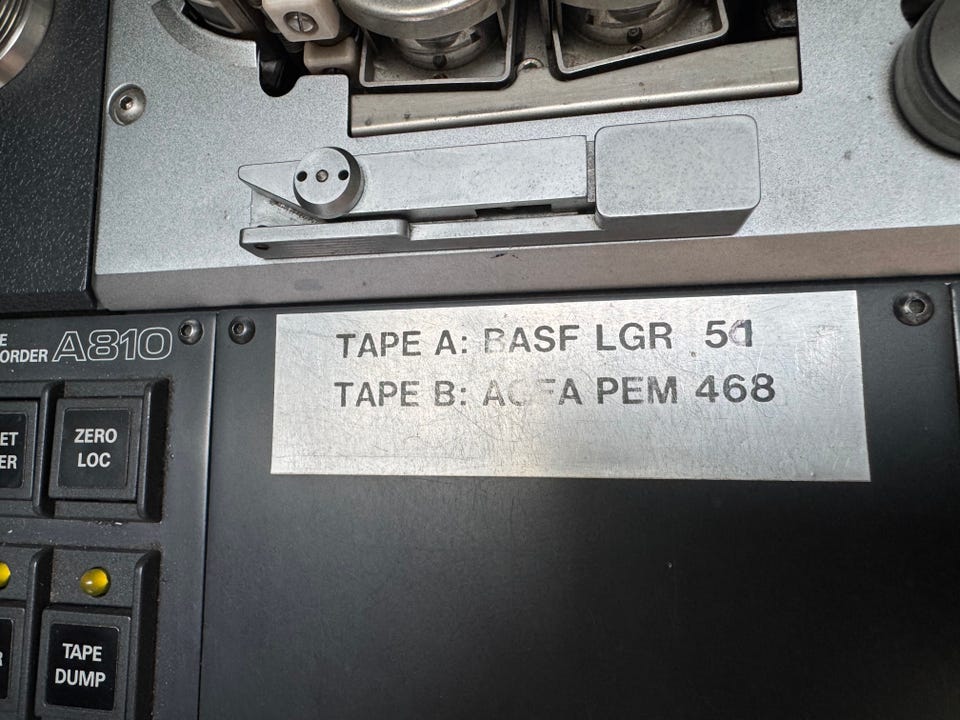 A810
ZERO
LOC
TAPE
DUMP
TAPE A: BASF LGR
TAPE B: AGFA PEM 468